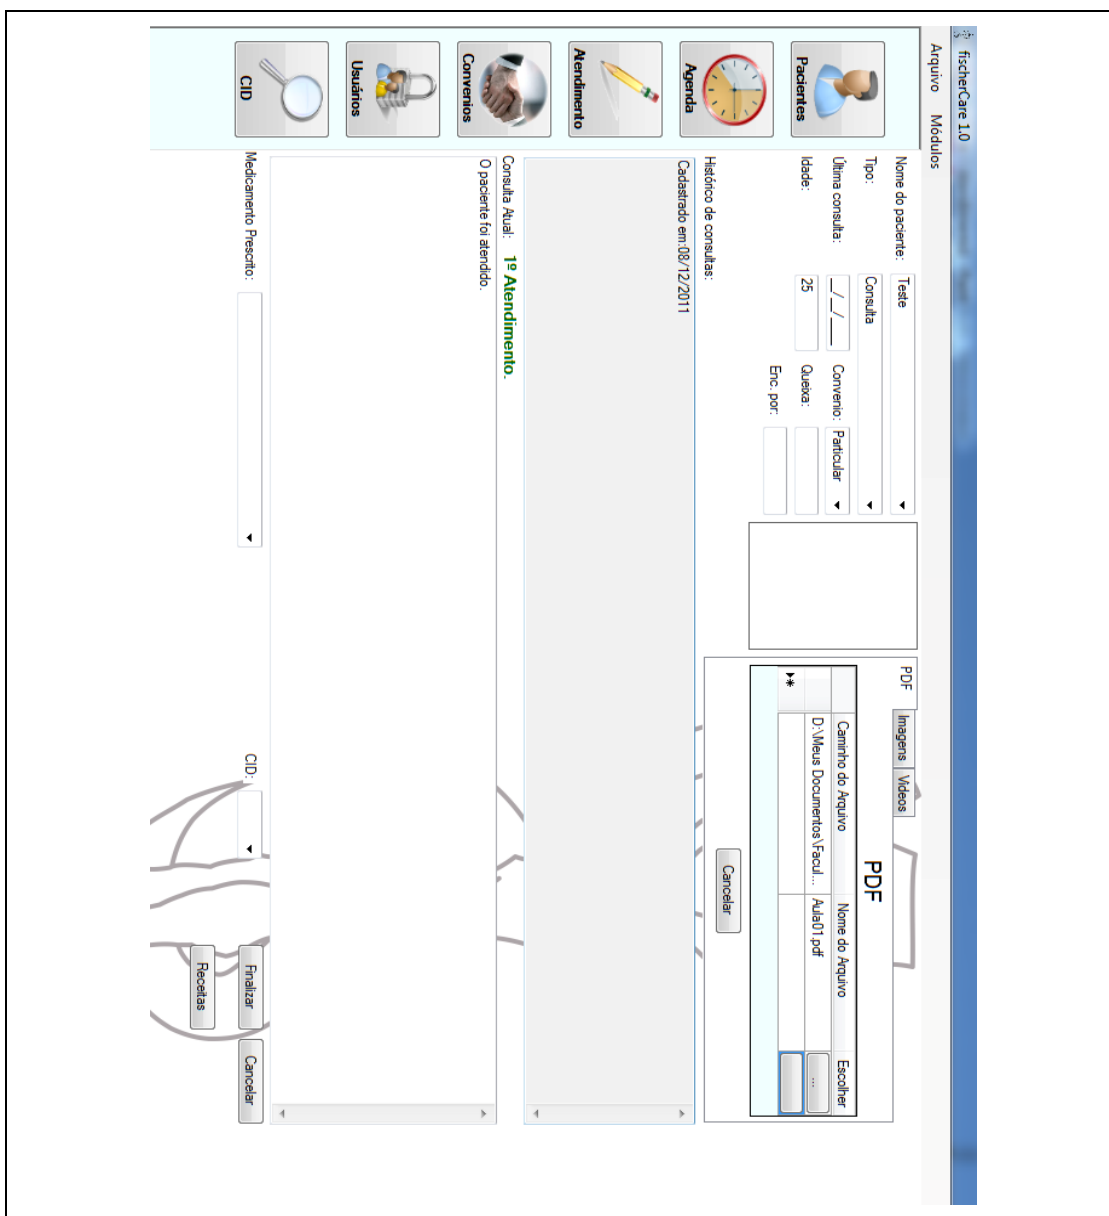 fischerCare 1.0
Arquivo Módulos
Pacientes
Agenda
Atendimento
Convenios
Usuários
CID
Nome do paciente: Teste
Tipo: Consulta
Última consulta: __/__/____ Convenio: Particular
Idade: 25 Queixa:
Enc. por:
PDF Imagens Videos
PDF
Caminho do Arquivo Nome do Arquivo Escolher
D:\Meus Documentos\Facul... Aula01.pdf ...
Cancelar
Histórico de consultas:
Cadastrado em:08/12/2011
Consulta Atual: 1º Atendimento.
O paciente foi atendido.
Medicamento Prescrito: CID: Finalizar Cancelar
Receitas